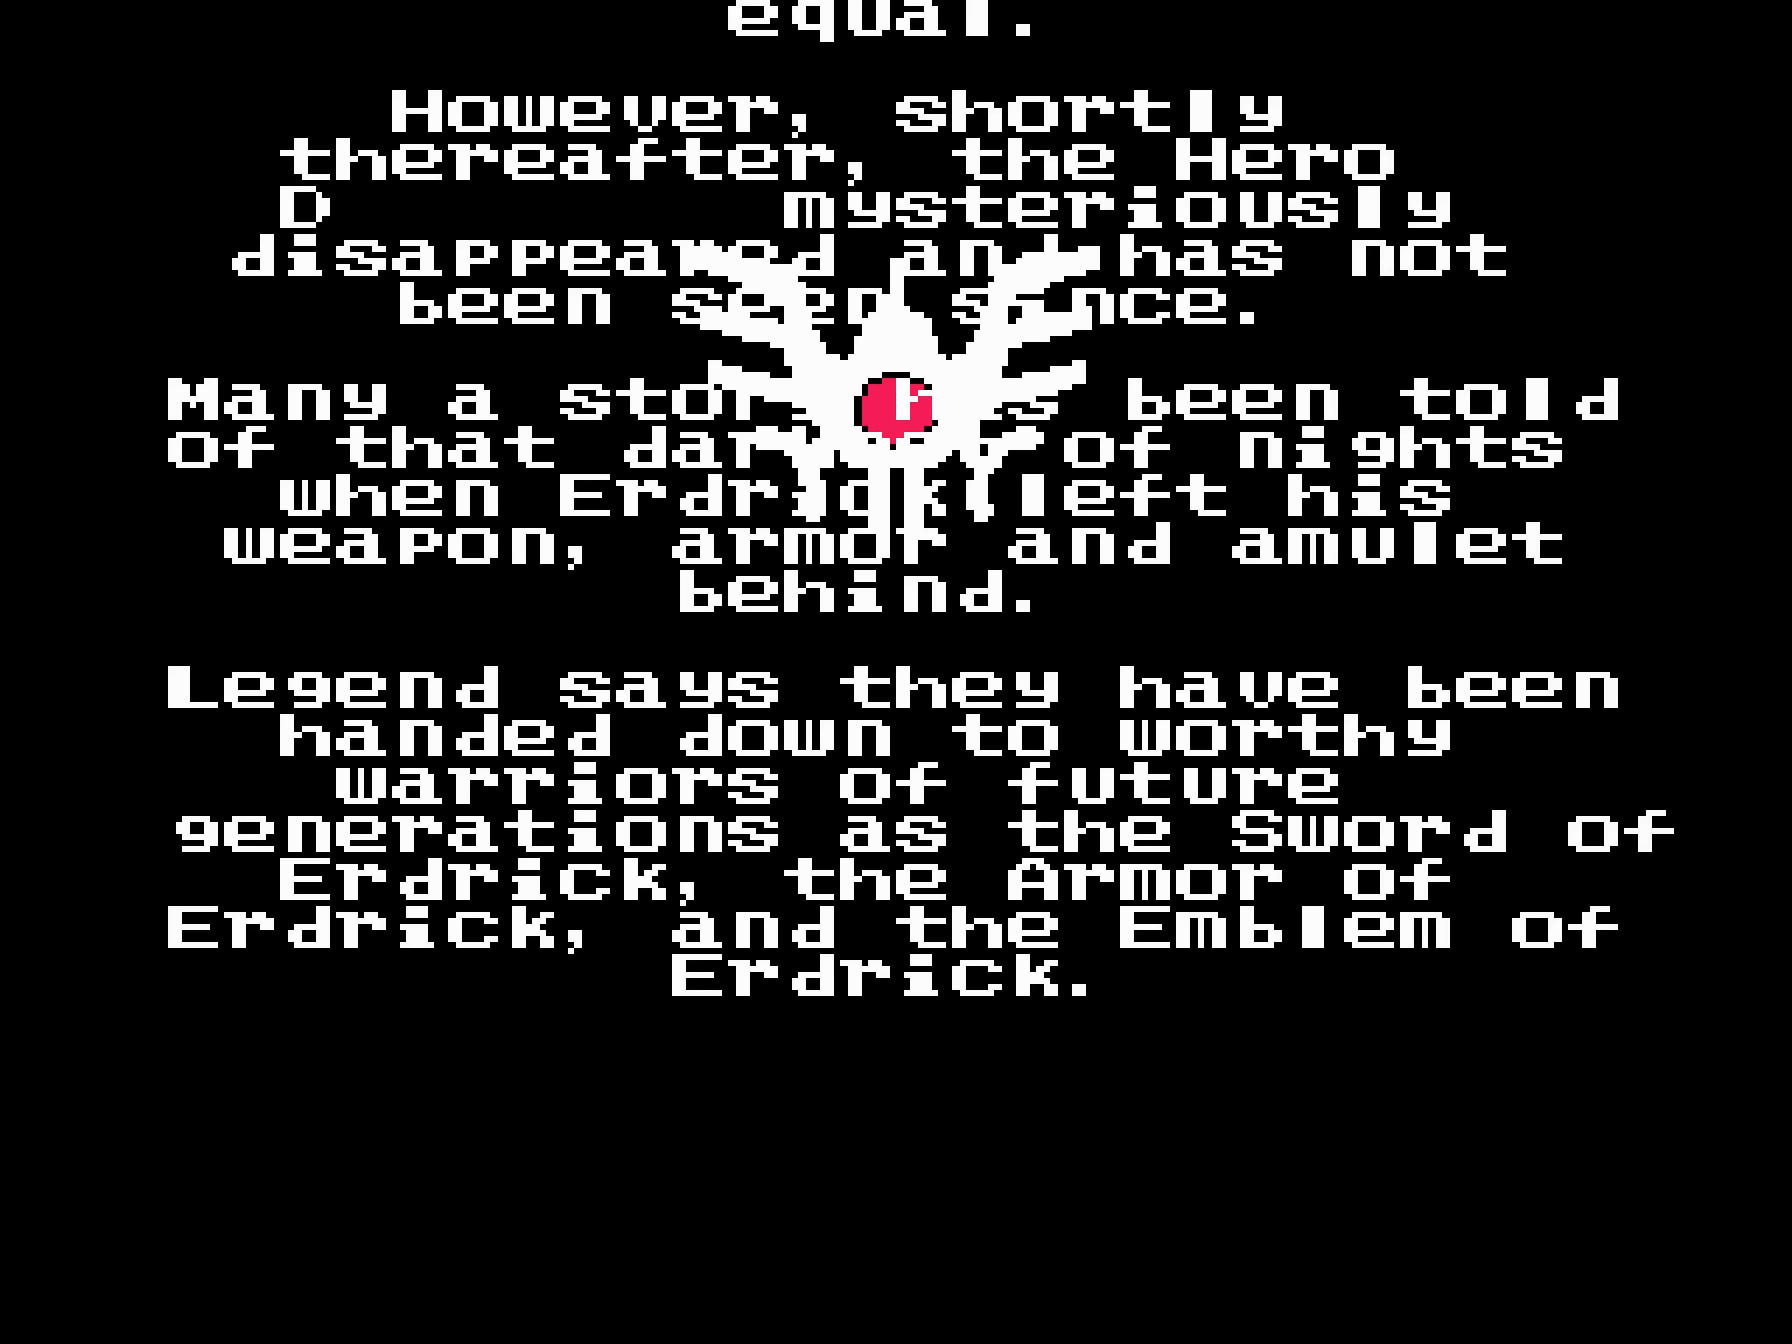 equal.
However, shortly
thereafter, the Hero
D mysteriously
disappeared and has not
been seen since.
Many a story has been told
of that dark of nights
when Erdrick left his
weapon, armor and amulet
behind.
Legend says they have been
handed down to worthy
warriors of future
generations as the Sword of
Erdrick, the Armor of
Erdrick, and the Emblem of
Erdrick.